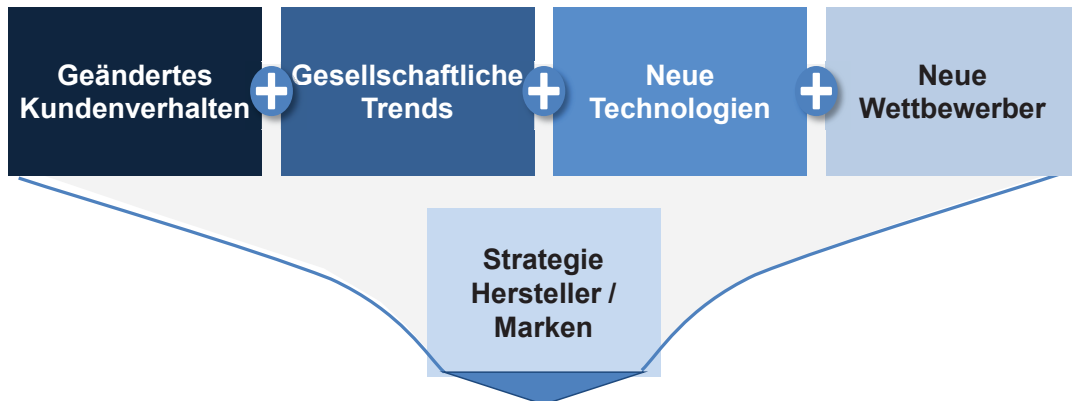 Geändertes
Kundenverhalten
Gesellschaftliche
Trends
Neue
Technologien
Neue
Wettbewerber
Strategie
Hersteller /
Marken